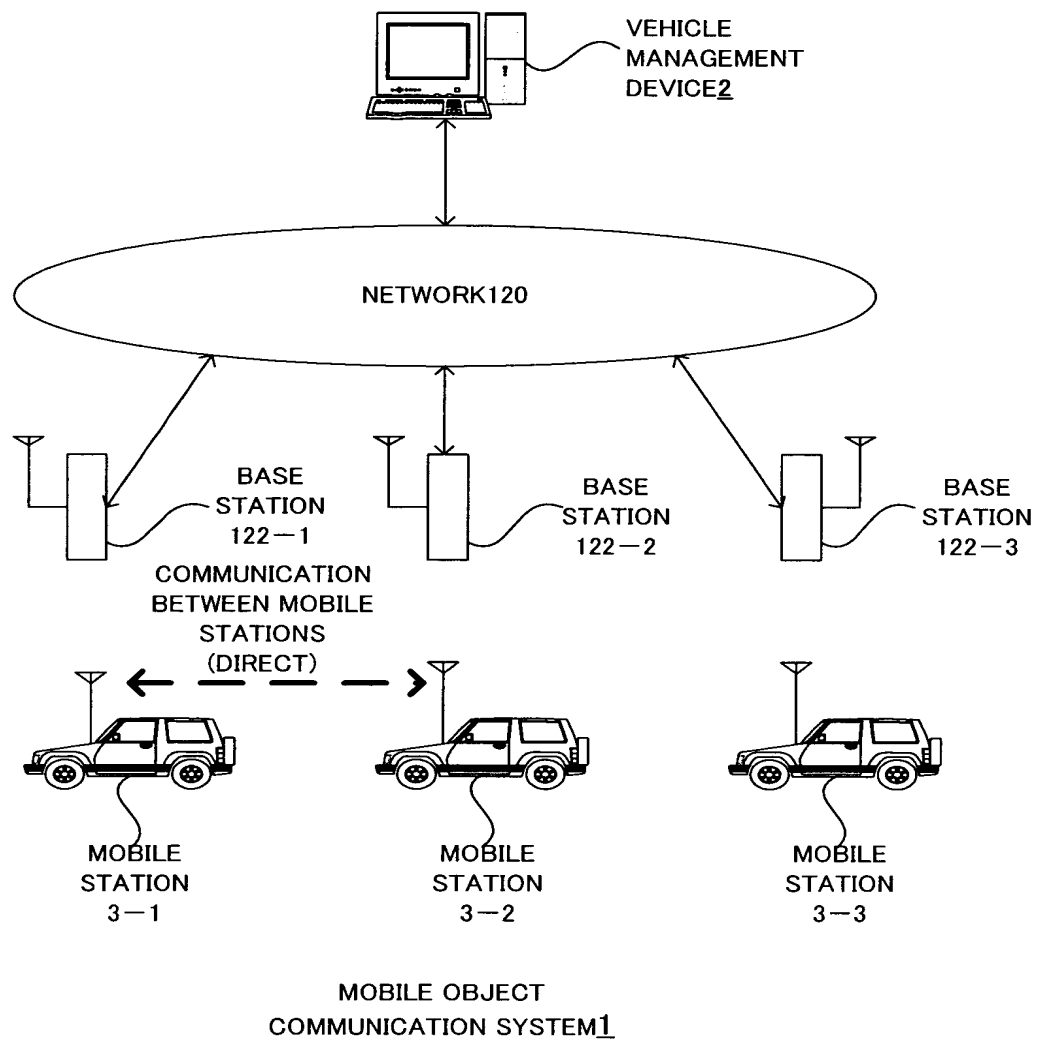 VEHICLE
MANAGEMENT
DEVICE2
NETWORK120
BASE
STATION
122-1
BASE
STATION
122-2
BASE
STATION
122-3
COMMUNICATION
BETWEEN MOBILE
STATIONS
(DIRECT)
MOBILE
STATION
3-1
MOBILE
STATION
3-2
MOBILE
STATION
3-3
MOBILE OBJECT
COMMUNICATION SYSTEM1